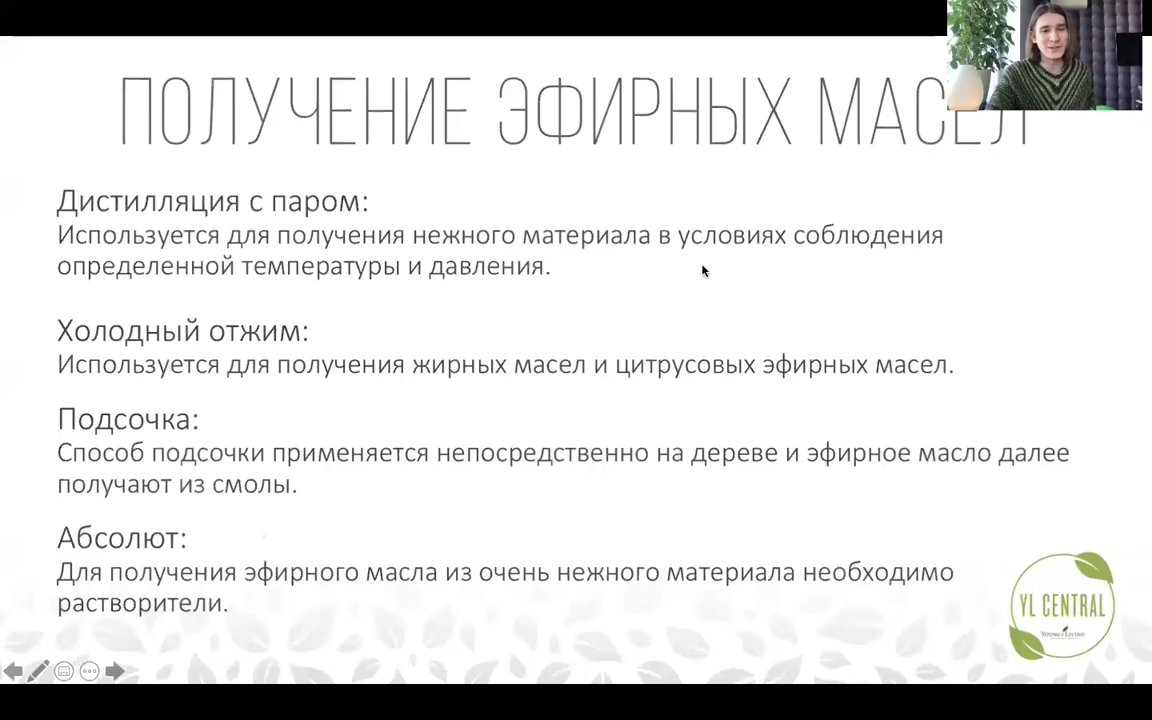 ПОЛУЧЕНИЕ ЭФИРНЫХ МАСЕЛ
Дистилляция с паром:
Используется для получения нежного материала в условиях соблюдения
определенной температуры и давления.
Холодный отжим:
Используется для получения жирных масел и цитрусовых эфирных масел.
Подсочка:
Способ подсочки применяется непосредственно на дереве и эфирное масло далее
получают из смолы.
Абсолют:
Для получения эфирного масла из очень нежного материала необходимо
растворители.
YL CENTRAL
YOUNG LIVING